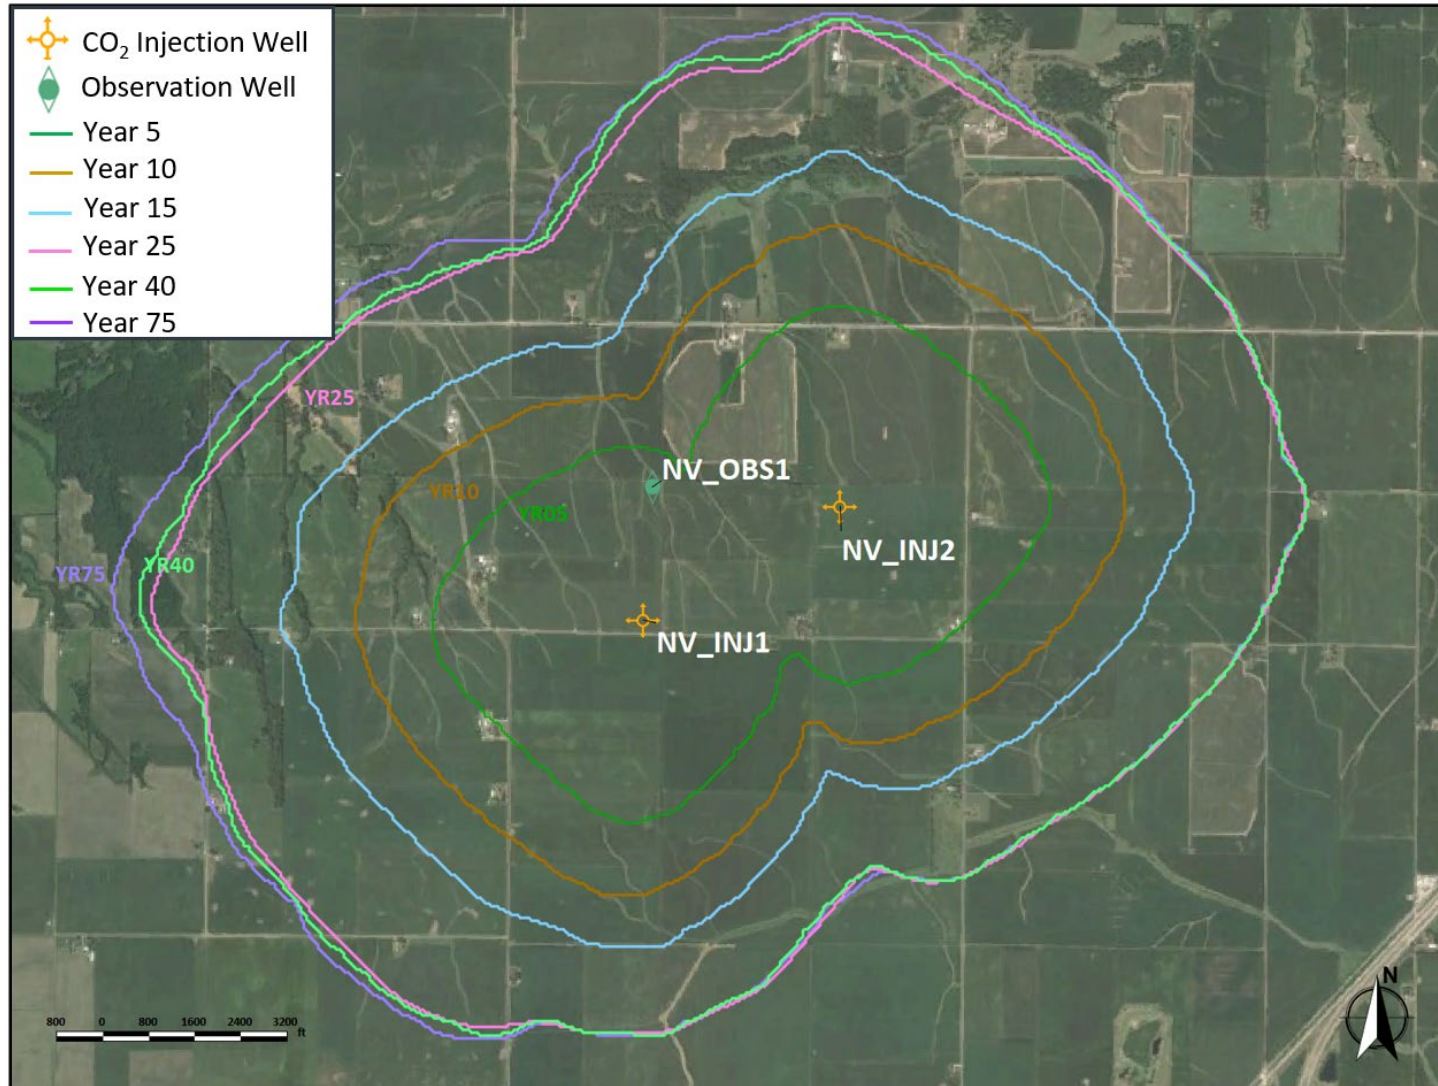 CO₂ Injection Well
Observation Well
Year 5
Year 10
Year 15
Year 25
Year 40
Year 75
YR25
NV_OBS1
YR10
YR05
NV_INJ2
YR40
YR75
NV_INJ1
N
800 0 800 1600 2400 3200
ft